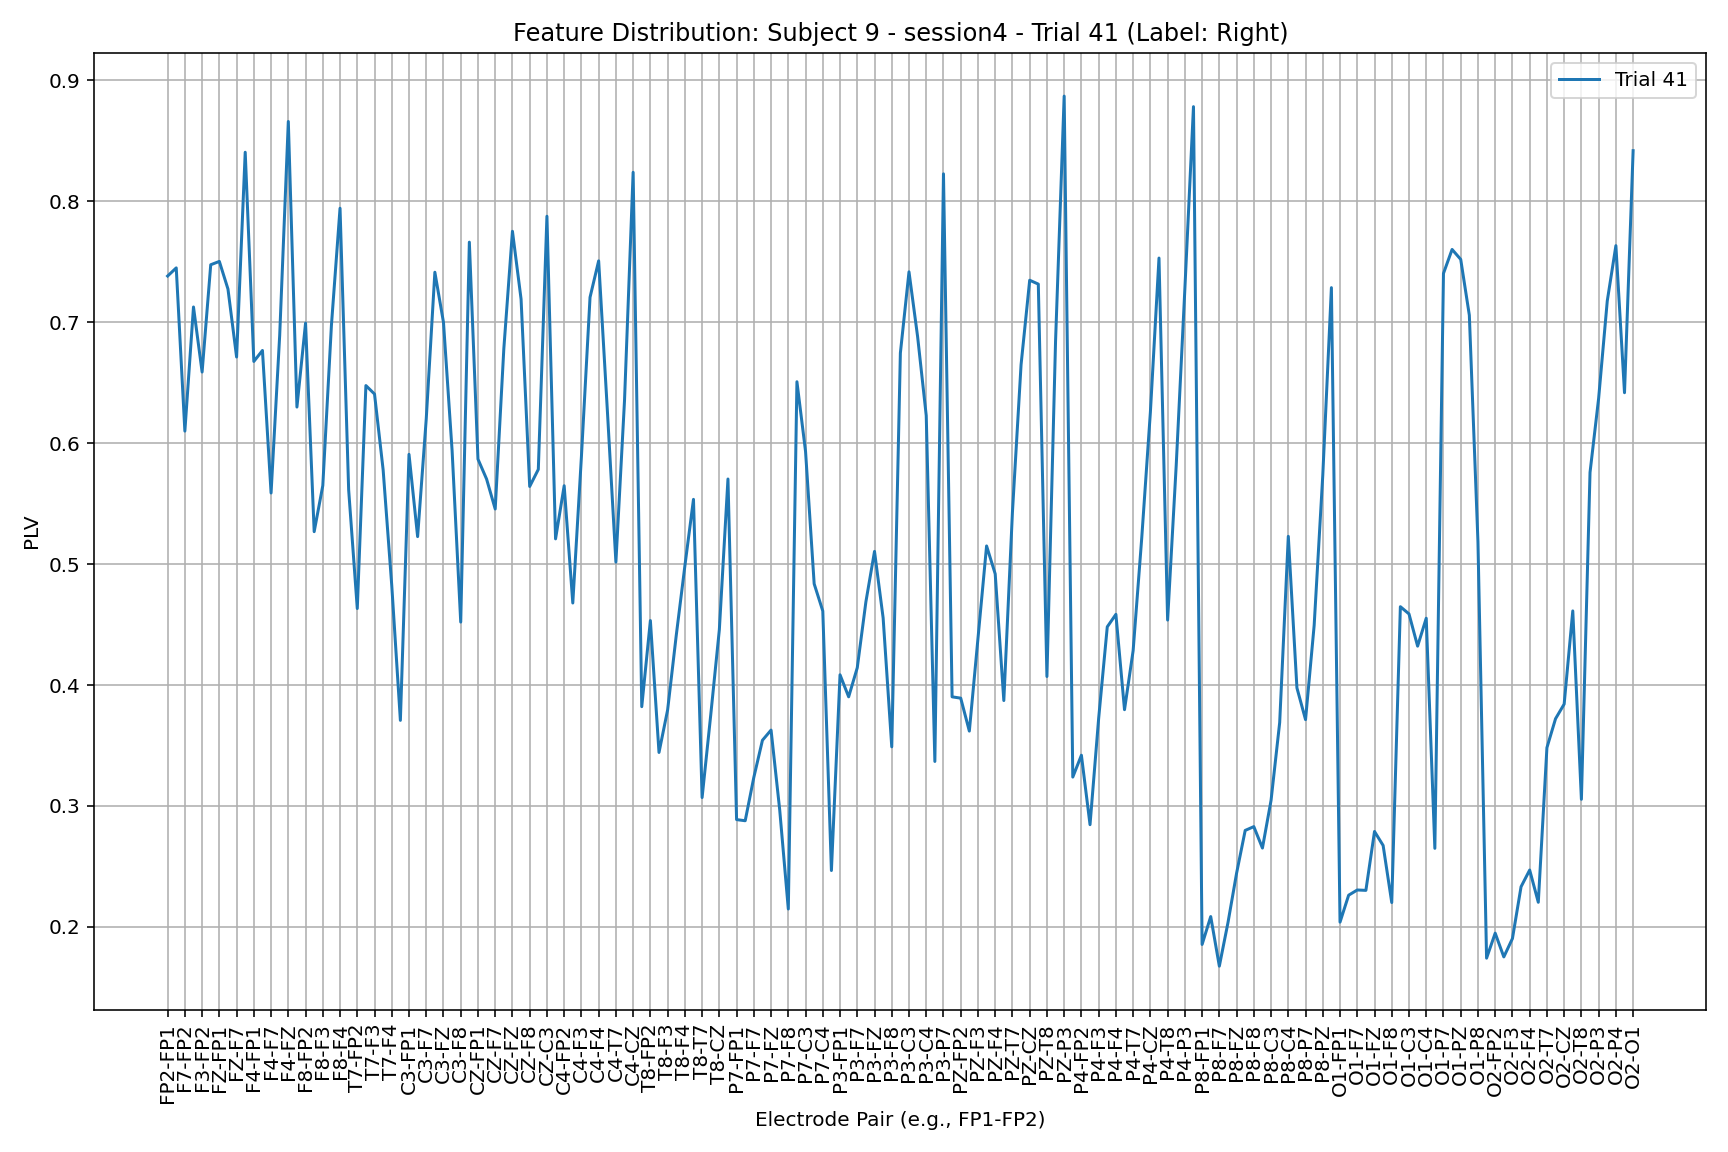 Feature Distribution: Subject 9 - session4 - Trial 41 (Label: Right)
Trial 41
PLV
0.9
0.8
0.7
0.6
0.5
0.4
0.3
0.2
FP2-FP1
F7-FP2
F3-FP2
FZ-FP1
FZ-F7
F4-FP1
F4-F7
F4-FZ
F8-FP2
F8-F3
F8-F4
T7-FP2
T7-F3
T7-F4
C3-FP1
C3-F7
C3-FZ
C3-F8
CZ-FP1
CZ-F7
CZ-FZ
CZ-F8
CZ-C3
C4-FP2
C4-F3
C4-F4
C4-T7
C4-CZ
T8-FP2
T8-F3
T8-F4
T8-T7
T8-CZ
P7-FP1
P7-F7
P7-FZ
P7-F8
P7-C3
P7-C4
P3-FP1
P3-F7
P3-FZ
P3-F8
P3-C3
P3-C4
P3-P7
PZ-FP2
PZ-F3
PZ-F4
PZ-T7
PZ-CZ
PZ-T8
PZ-P3
P4-FP2
P4-F3
P4-F4
P4-T7
P4-CZ
P4-T8
P4-P3
P8-FP1
P8-F7
P8-FZ
P8-F8
P8-C3
P8-C4
P8-P7
P8-PZ
O1-FP1
O1-F7
O1-FZ
O1-F8
O1-C3
O1-C4
O1-P7
O1-PZ
O1-P8
O2-FP2
O2-F3
O2-F4
O2-T7
O2-CZ
O2-T8
O2-P3
O2-P4
O2-O1
Electrode Pair (e.g., FP1-FP2)